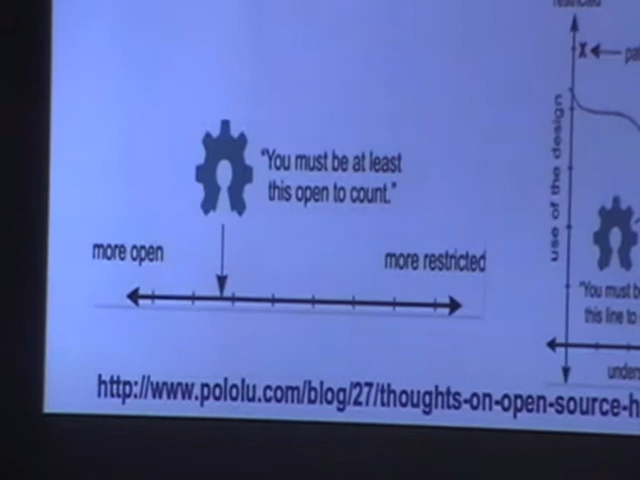 "You must be at least
this open to count."
more open
more restricted
http://www.pololu.com/blog/27/thoughts-on-open-source-h
restricted
X
use of the design
"You must b
this line to